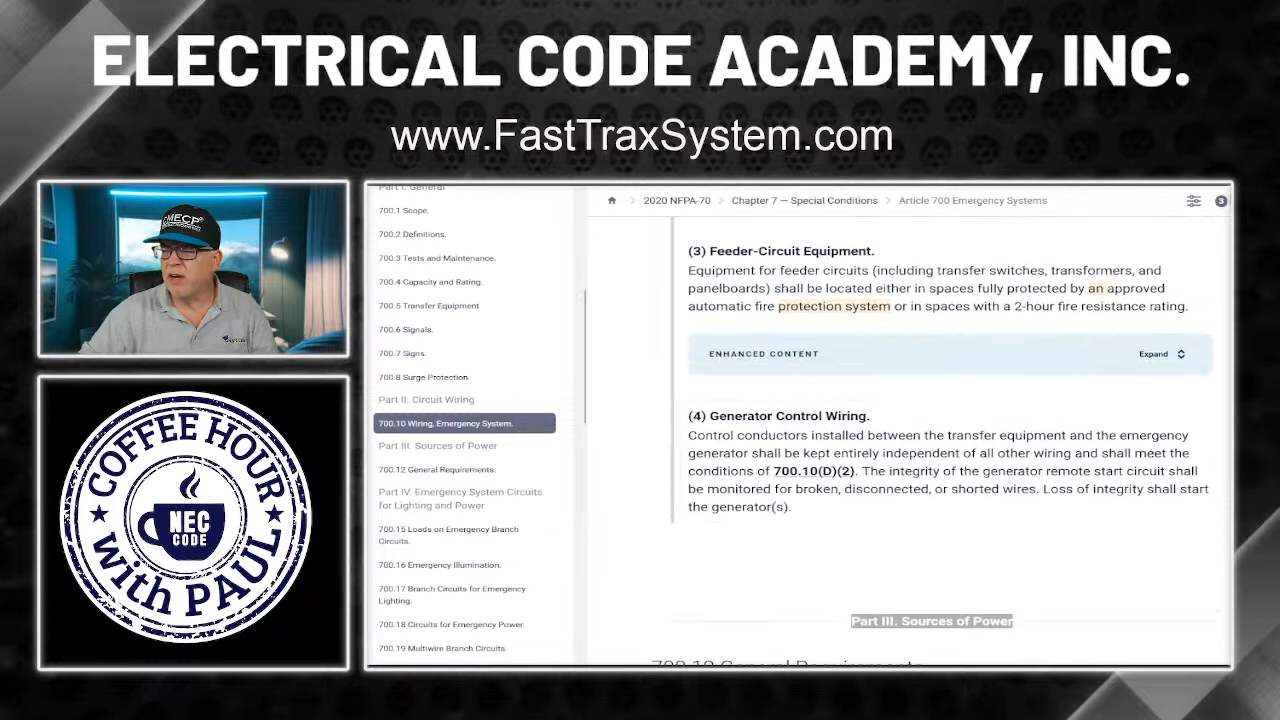 ELECTRICAL CODE ACADEMY, INC.
www.FastTraxSystem.com
CMECP
COFFEE HOUR
NEC
CODE
with PAUL
Part I. General
700.1 Scope.
700.2 Definitions.
700.3 Tests and Maintenance.
700.4 Capacity and Rating.
700.5 Transfer Equipment
700.6 Signals.
700.7 Signs.
700.8 Surge Protection.
Part II. Circuit Wiring
700.10 Wiring, Emergency System.
Part III. Sources of Power
700.12 General Requirements.
Part IV. Emergency System Circuits
for Lighting and Power
700.15 Loads on Emergency Branch
Circuits.
700.16 Emergency Illumination.
700.17 Branch Circuits for Emergency
Lighting.
700.18 Circuits for Emergency Power.
700.19 Multiwire Branch Circuits.
2020 NFPA-70 > Chapter 7 — Special Conditions > Article 700 Emergency Systems
3
(3) Feeder-Circuit Equipment.
Equipment for feeder circuits (including transfer switches, transformers, and
panelboards) shall be located either in spaces fully protected by an approved
automatic fire protection system or in spaces with a 2-hour fire resistance rating.
ENHANCED CONTENT
Expand
(4) Generator Control Wiring.
Control conductors installed between the transfer equipment and the emergency
generator shall be kept entirely independent of all other wiring and shall meet the
conditions of 700.10(D)(2). The integrity of the generator remote start circuit shall
be monitored for broken, disconnected, or shorted wires. Loss of integrity shall start
the generator(s).
Part III. Sources of Power
700.12 General Requirements